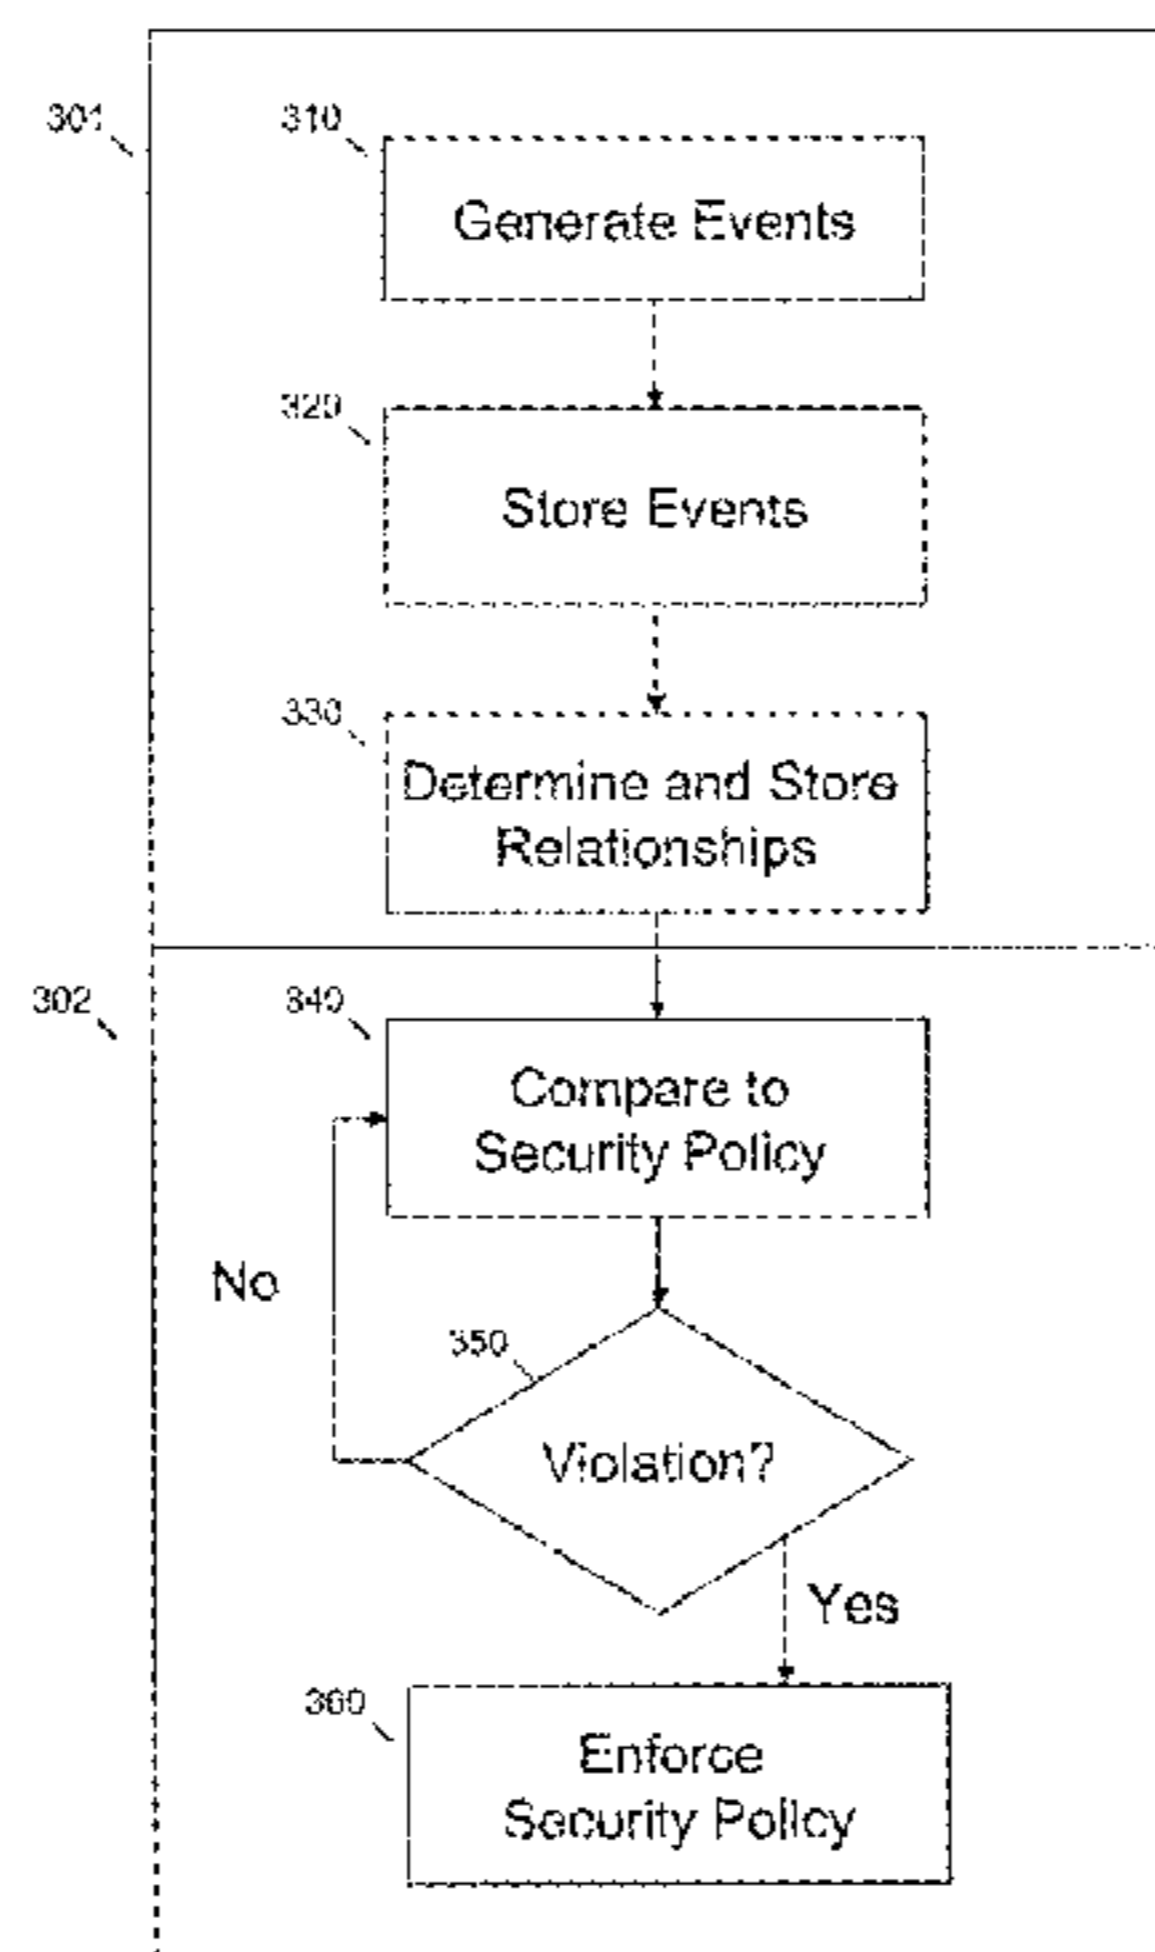 301
310
Generate Events
320
Store Events
330
Determine and Store
Relationships
302
340
Compare to
Security Policy
No
350
Violation?
Yes
360
Enforce
Security Policy